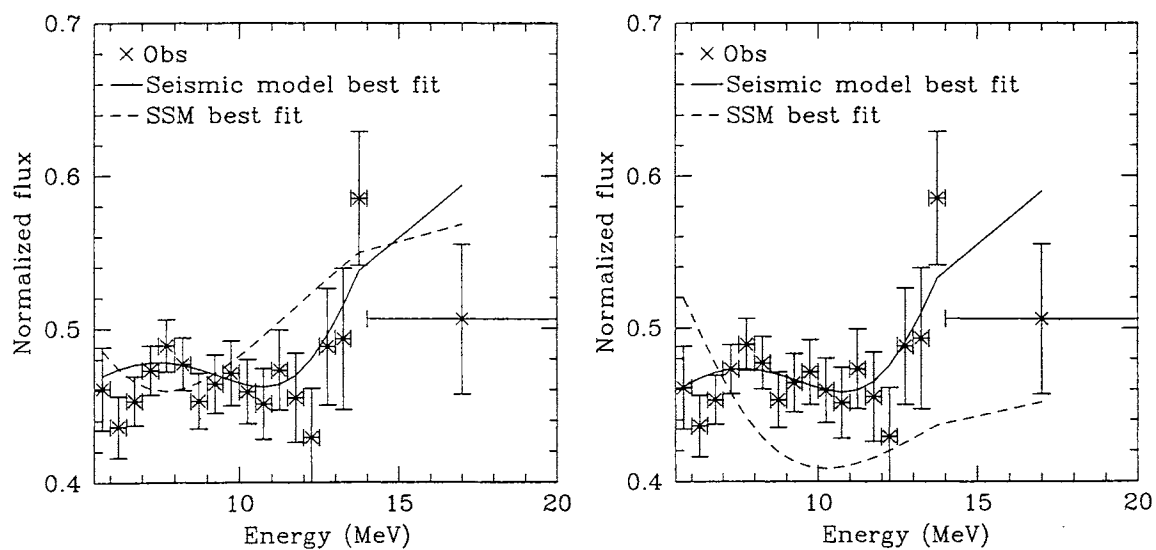 0.7
× Obs
Seismic model best fit
SSM best fit
0.6
0.5
0.4
10
15
20
Normalized flux
Energy (MeV)
0.7
× Obs
Seismic model best fit
SSM best fit
0.6
0.5
0.4
10
15
20
Normalized flux
Energy (MeV)